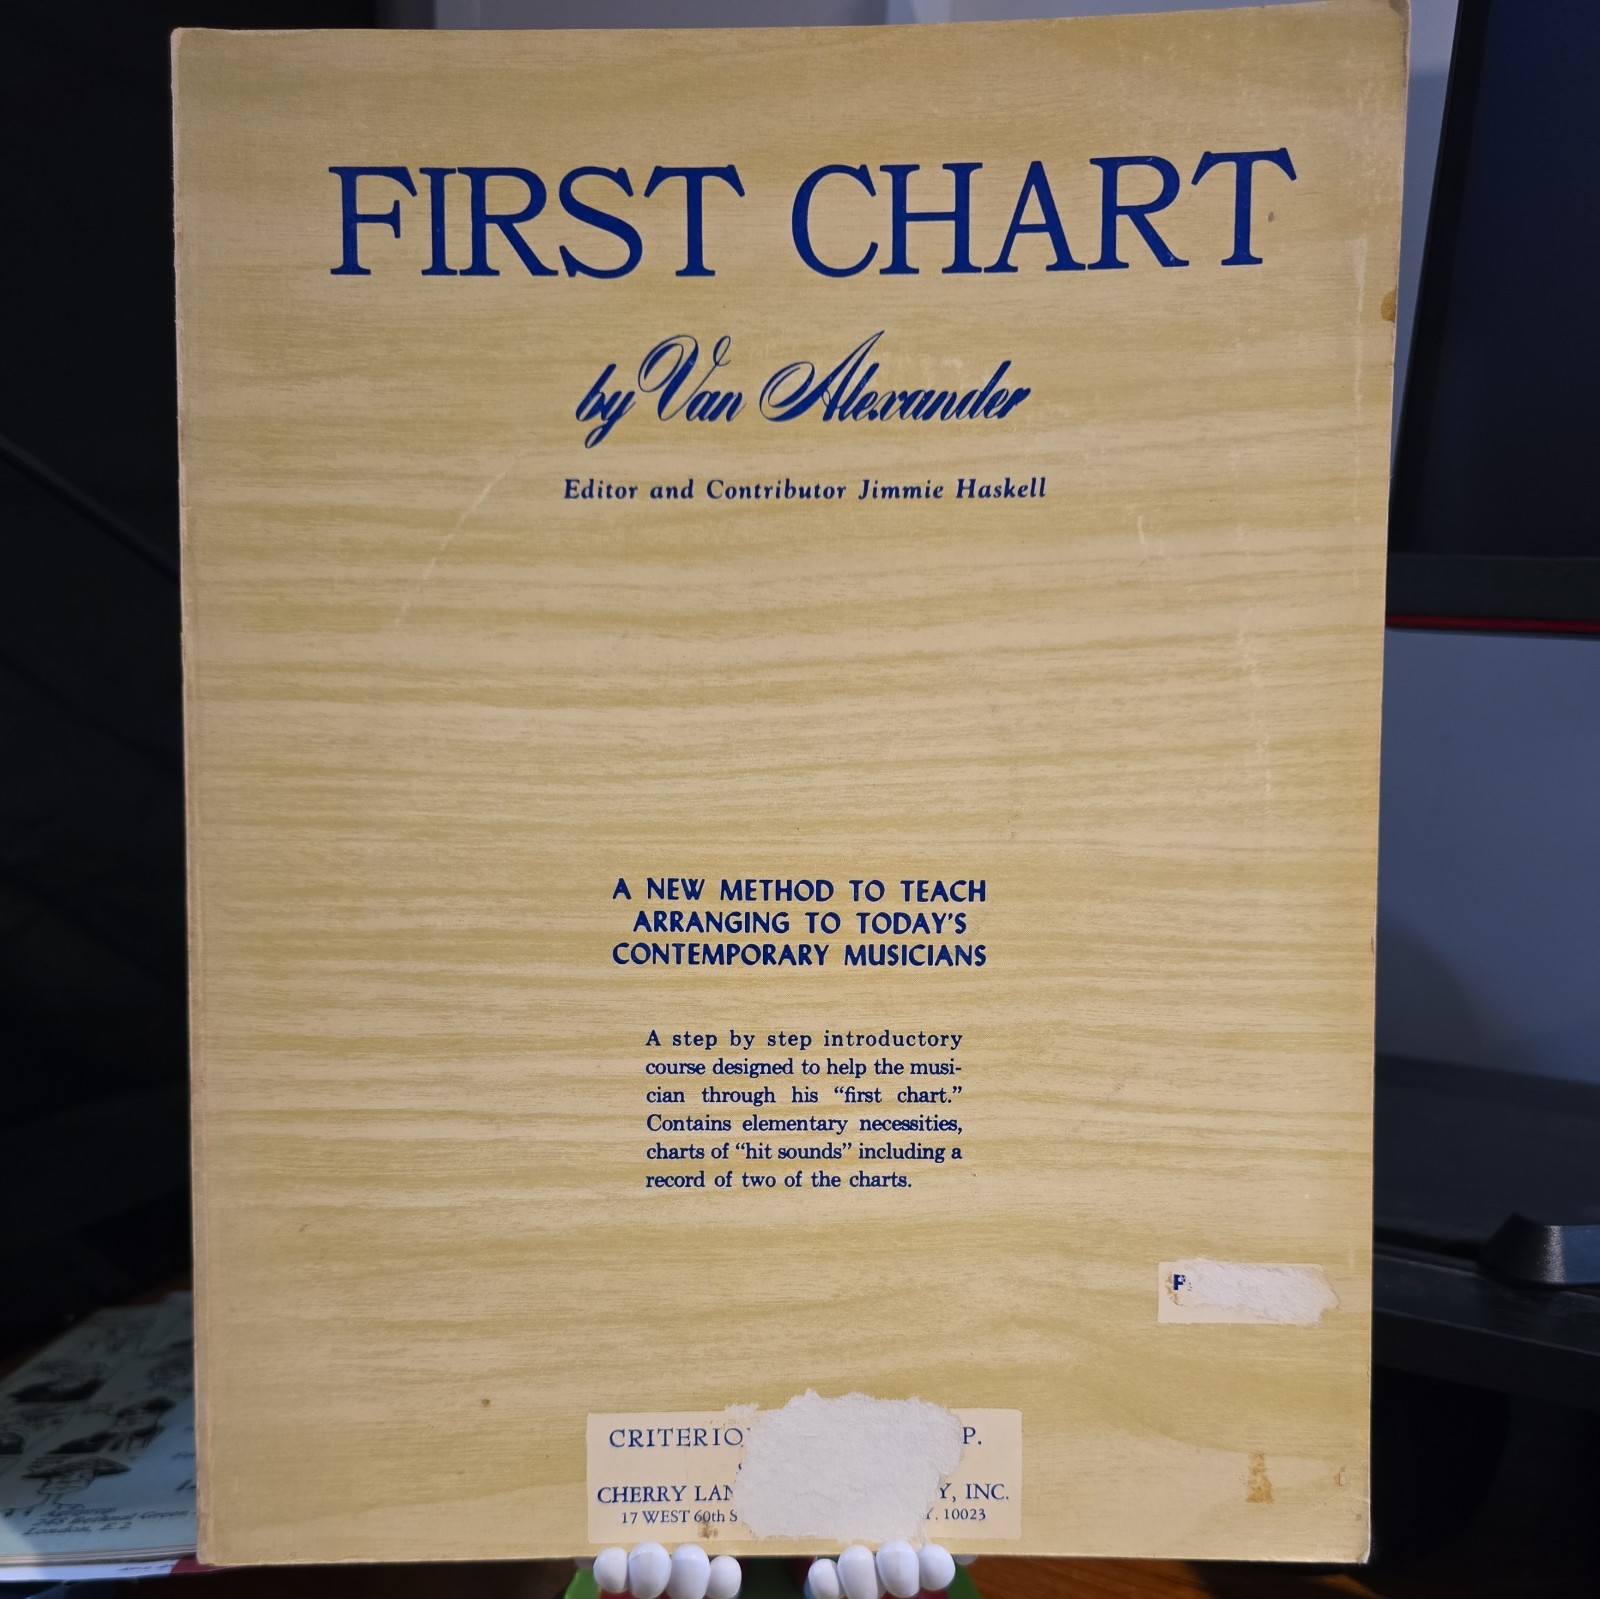 FIRST CHART
by Van Alexander
Editor and Contributor Jimmie Haskell
A NEW METHOD TO TEACH
ARRANGING TO TODAY'S
CONTEMPORARY MUSICIANS
A step by step introductory
course designed to help the musi-
cian through his “first chart.”
Contains elementary necessities,
charts of “hit sounds” including a
record of two of the charts.
CHERRY
17 WEST 60th
INC.
10023
London, E2